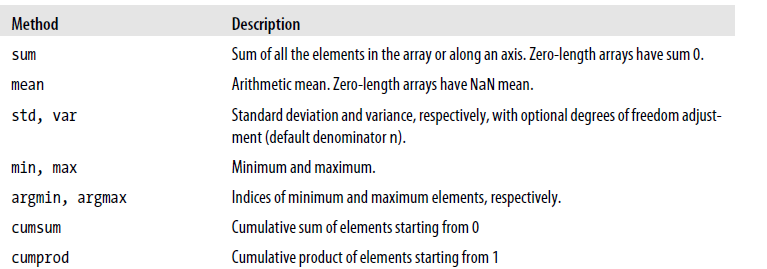 Method Description
sum Sum of all the elements in the array or along an axis. Zero-length arrays have sum 0.
mean Arithmetic mean. Zero-length arrays have NaN mean.
std, var Standard deviation and variance, respectively, with optional degrees of freedom adjust-
ment (default denominator n).
min, max Minimum and maximum.
argmin, argmax Indices of minimum and maximum elements, respectively.
cumsum Cumulative sum of elements starting from 0
cumprod Cumulative product of elements starting from 1